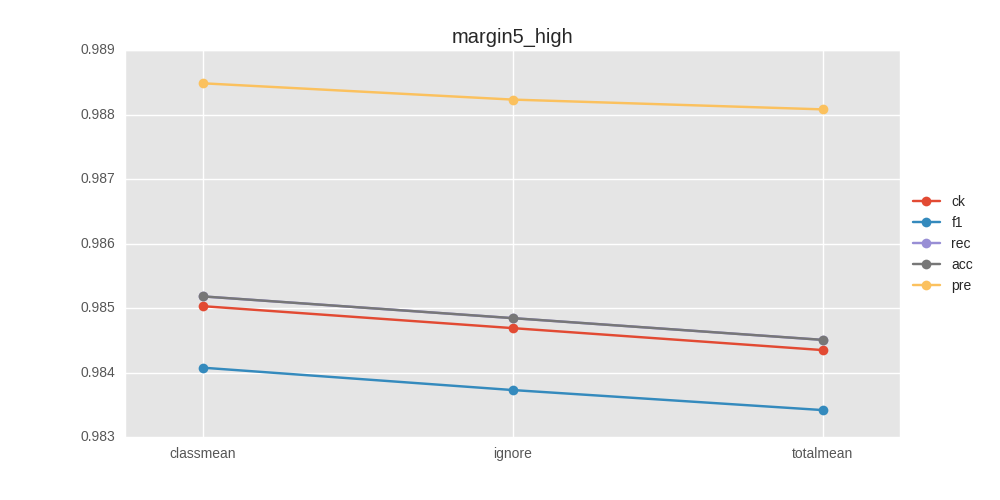 margin5_high
0.989
0.988
0.987
0.986
0.985
0.984
0.983
classmean
ignore
totalmean
ck
f1
rec
acc
pre